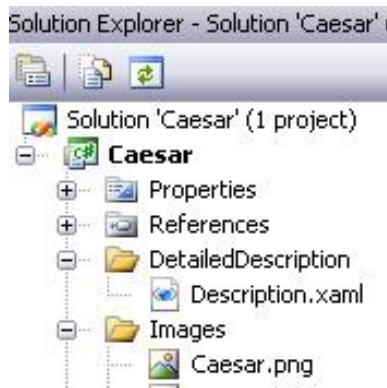 Solution Explorer - Solution 'Caesar'
Solution 'Caesar' (1 project)
C#
Caesar
Properties
References
DetailedDescription
Description.xaml
Images
Caesar.png